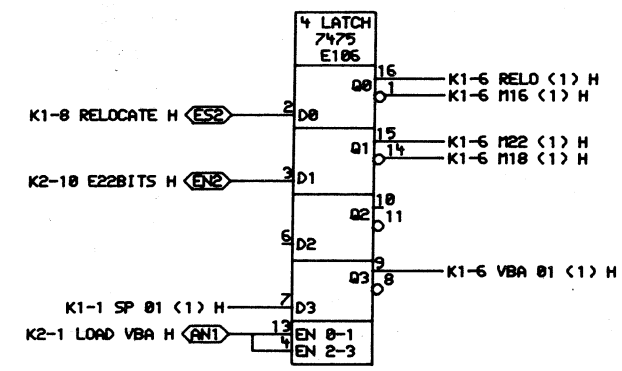 4 LATCH
7475
E106
16
Q0
K1-6 RELO (1) H
1
K1-6 M16 (1) H
2
K1-8 RELOCATE H
ES2
D0
15
Q1
K1-6 M22 (1) H
14
K1-6 M18 (1) H
3
K2-10 E22BITS H
EN2
D1
10
Q2
11
6
D2
9
Q3
K1-6 VBA 01 (1) H
8
7
K1-1 SP 01 (1) H
D3
13
K2-1 LOAD VBA H
AN1
EN 0-1
4
EN 2-3